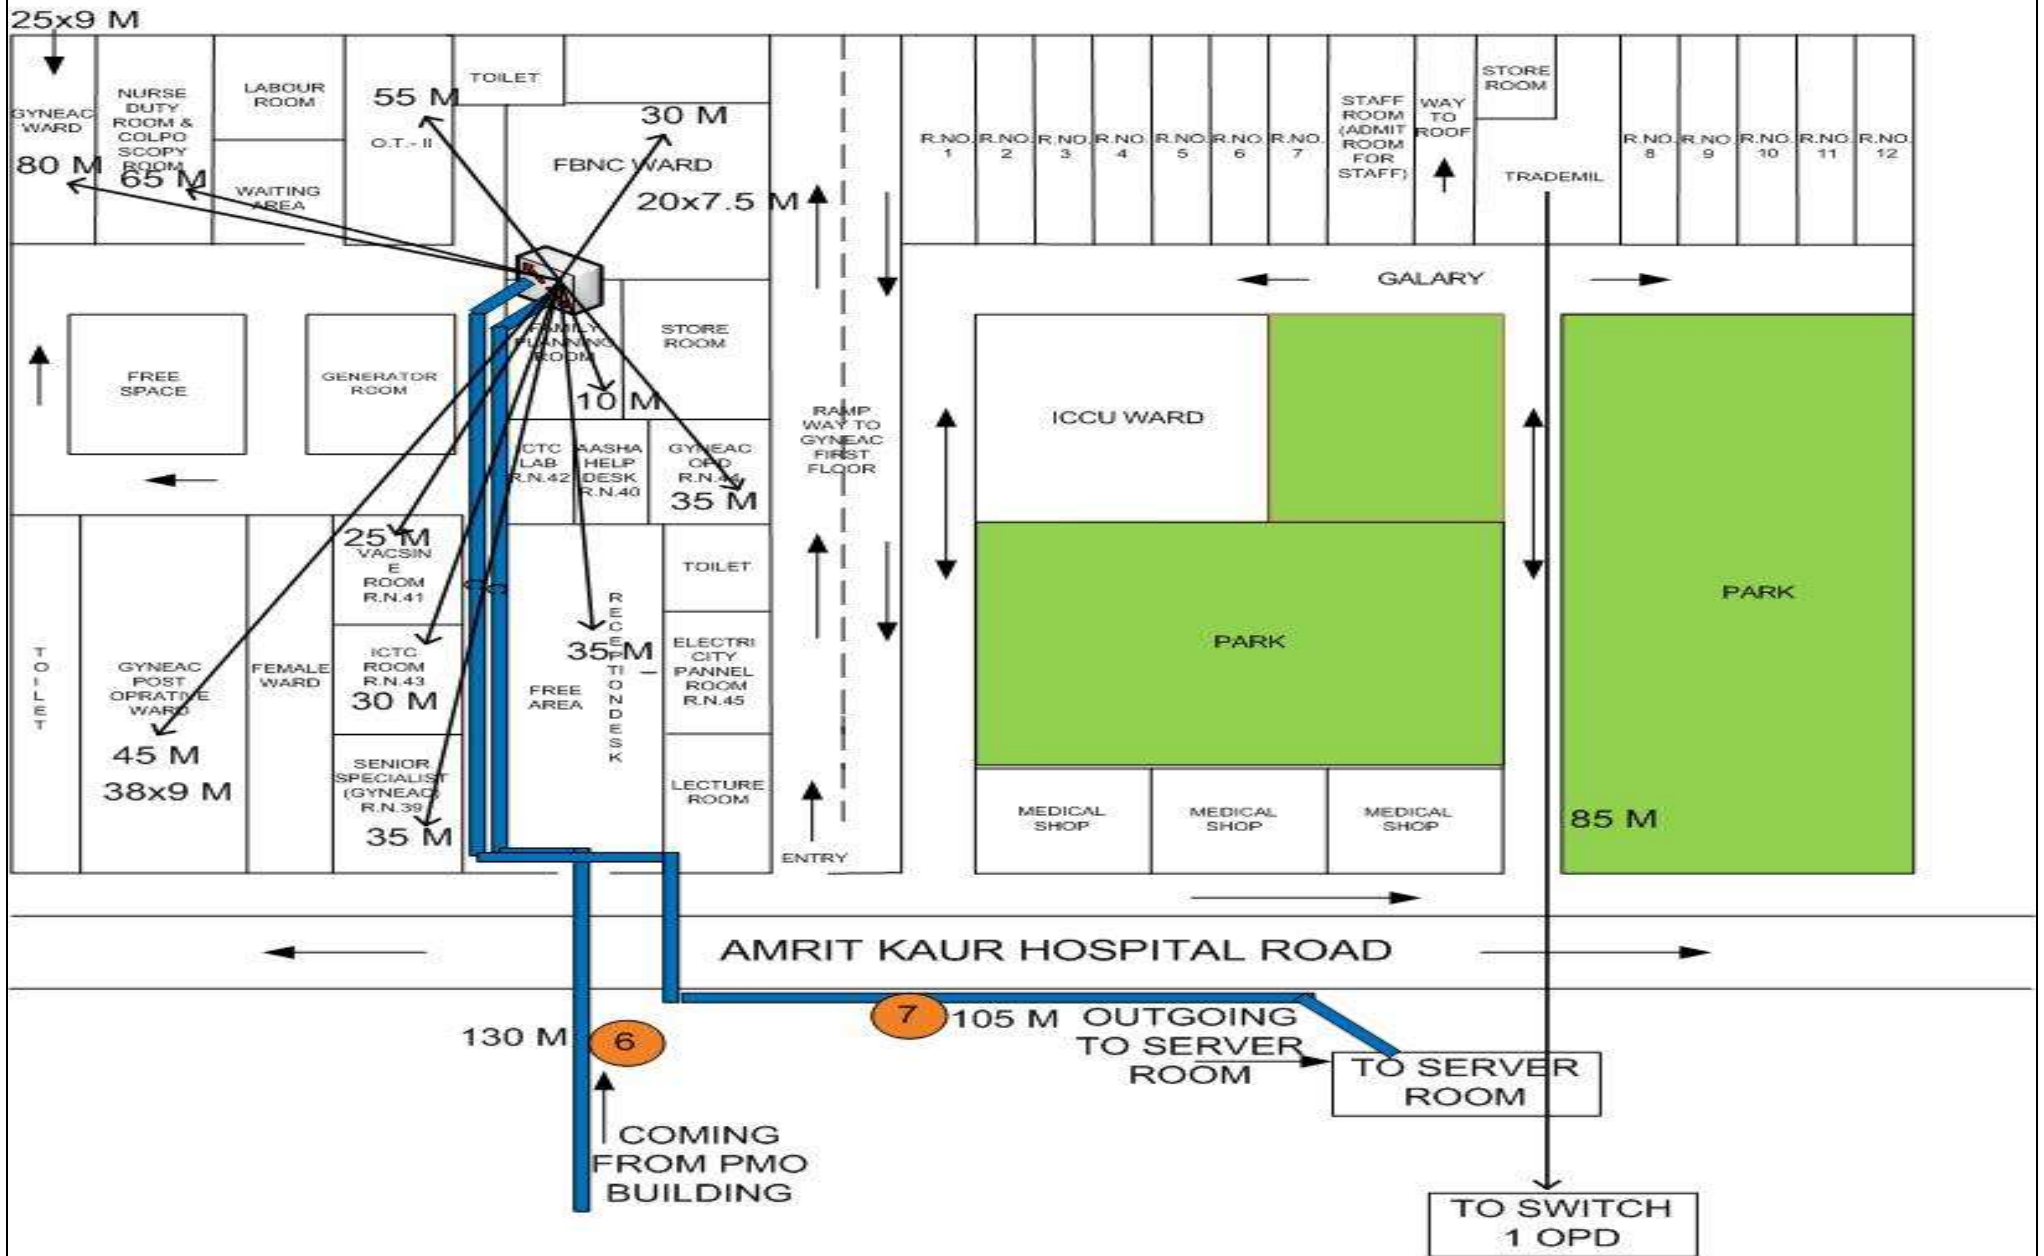 25x9 M
GYNEAC
WARD
80 M
NURSE
DUTY
ROOM &
COLPO
SCOPY
ROOM
65 M
LABOUR
ROOM
WAITING
AREA
55 M
O.T.- II
TOILET
30 M
FBNC WARD
20x7.5 M
R.NO.
1
R.NO.
2
R.NO.
3
R.NO.
4
R.NO.
5
R.NO.
6
R.NO.
7
STAFF
ROOM
(ADMIT
ROOM
FOR
STAFF)
WAY
TO
ROOF
STORE
ROOM
TRADEMIL
R.NO.
8
R.NO.
9
R.NO.
10
R.NO.
11
R.NO.
12
GALARY
FREE
SPACE
GENERATOR
ROOM
FAMILY
PLANNING
ROOM
10 M
STORE
ROOM
RAMP
WAY TO
GYNEAC
FIRST
FLOOR
ICCU WARD
CTC
LAB
R.N.42
AASHA
HELP
DESK
R.N.40
GYNEAC
OPD
R.N.44
35 M
TOILET
GYNEAC
POST
OPRATIVE
WARD
45 M
38x9 M
FEMALE
WARD
25 M
VACSIN
E
ROOM
R.N.41
ICTC
ROOM
R.N.43
30 M
SENIOR
SPECIALIST
(GYNEAC)
R.N.39
35 M
FREE
AREA
35 M
RECEPTIONDESK
TOILET
ELECTRI
CITY
PANNEL
ROOM
R.N.45
LECTURE
ROOM
ENTRY
PARK
PARK
MEDICAL
SHOP
MEDICAL
SHOP
MEDICAL
SHOP
85 M
AMRIT KAUR HOSPITAL ROAD
130 M
6
7
105 M
OUTGOING
TO SERVER
ROOM
TO SERVER
ROOM
COMING
FROM PMO
BUILDING
TO SWITCH
1 OPD